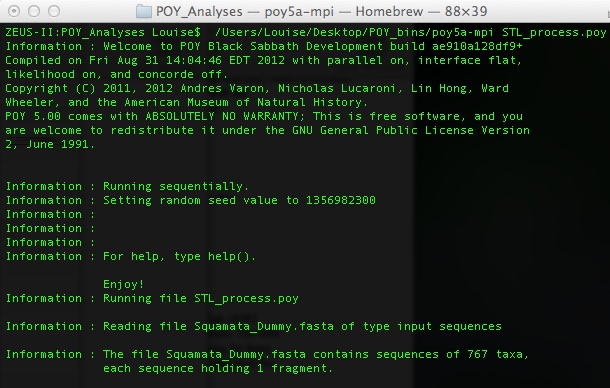 POY_Analyses — poy5a-mpi — Homebrew — 88×39
ZEUS-II:POY_Analyses Louise$  /Users/Louise/Desktop/POY_bins/poy5a-mpi STL_process.poy
Information : Welcome to POY Black Sabbath Development build ae910a128df9+
Compiled on Fri Aug 31 14:04:46 EDT 2012 with parallel on, interface flat,
likelihood on, and concorde off.
Copyright (C) 2011, 2012 Andres Varon, Nicholas Lucaroni, Lin Hong, Ward
Wheeler, and the American Museum of Natural History.
POY 5.00 comes with ABSOLUTELY NO WARRANTY; This is free software, and you
are welcome to redistribute it under the GNU General Public License Version
2, June 1991.
Information : Running sequentially.
Information : Setting random seed value to 1356982300
Information :
Information :
Information :
Information : For help, type help().
Enjoy!
Information : Running file STL_process.poy
Information : Reading file Squamata_Dummy.fasta of type input sequences
Information : The file Squamata_Dummy.fasta contains sequences of 767 taxa,
each sequence holding 1 fragment.